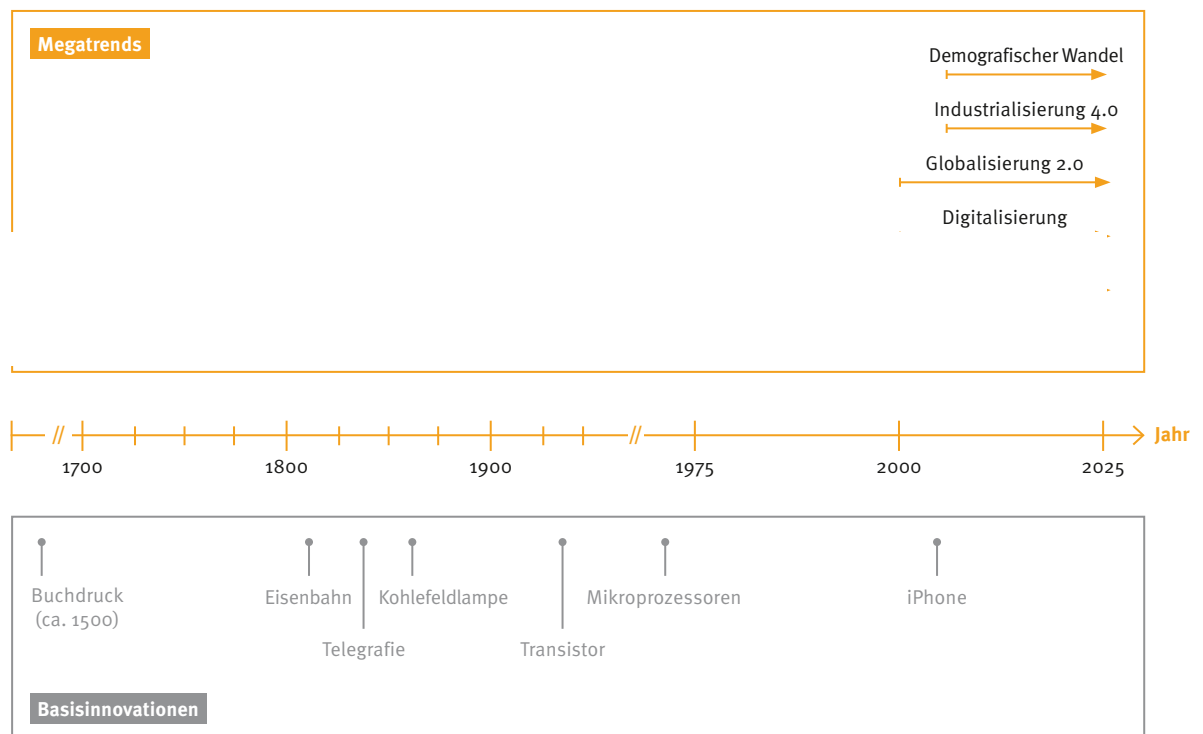 Megatrends
Demografischer Wandel
Industrialisierung 4.0
Globalisierung 2.0
Digitalisierung
Jahr
1700
1800
1900
1975
2000
2025
Buchdruck
(ca. 1500)
Eisenbahn
Kohlefeldlampe
Mikroprozessoren
iPhone
Telegrafie
Transistor
Basisinnovationen